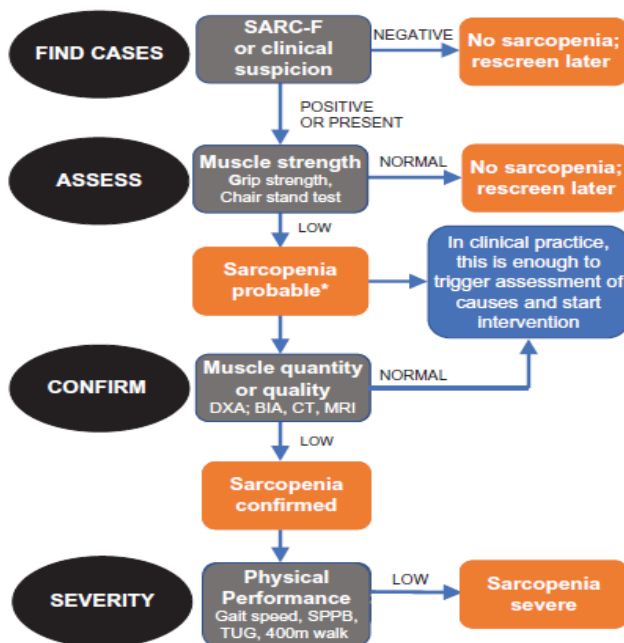 FIND CASES
SARC-F
or clinical
suspicion
NEGATIVE
No sarcopenia;
rescreen later
POSITIVE
OR PRESENT
ASSESS
Muscle strength
Grip strength,
Chair stand test
NORMAL
No sarcopenia;
rescreen later
LOW
Sarcopenia
probable*
In clinical practice,
this is enough to
trigger assessment of
causes and start
intervention
CONFIRM
Muscle quantity
or quality
DXA; BIA, CT, MRI
NORMAL
LOW
Sarcopenia
confirmed
SEVERITY
Physical
Performance
Gait speed, SPPB,
TUG, 400m walk
LOW
Sarcopenia
severe